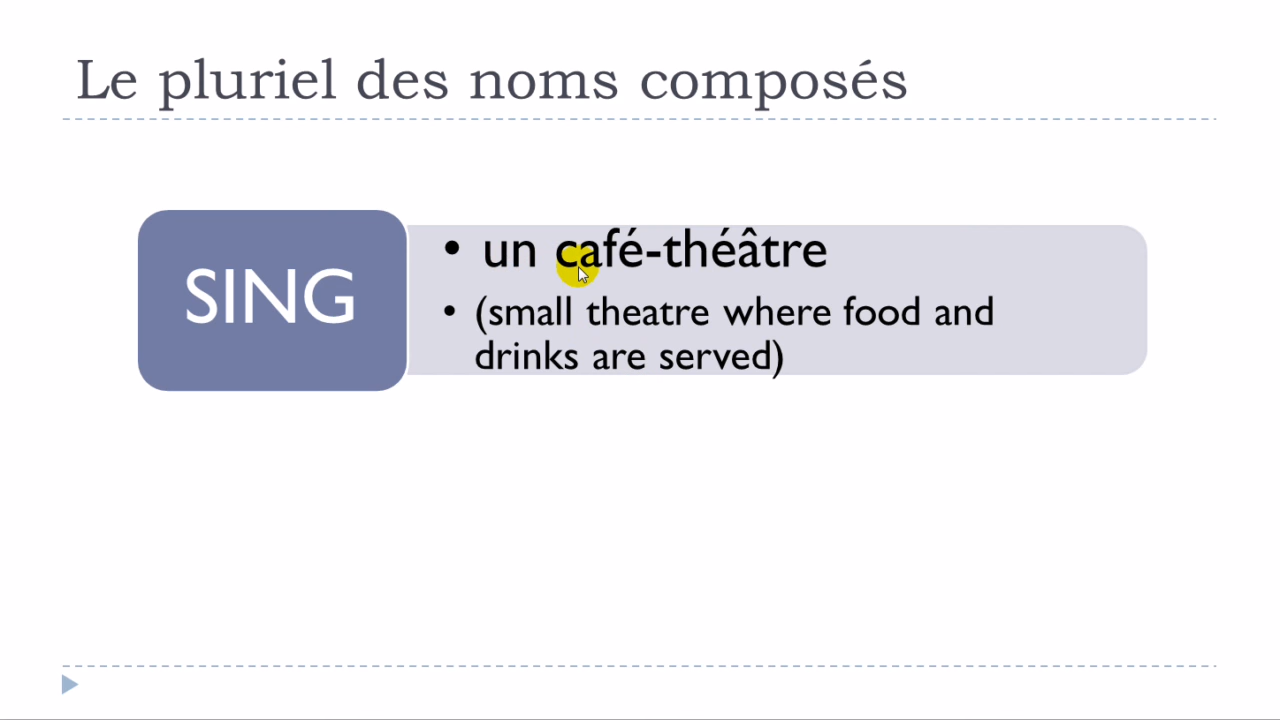 Le pluriel des noms composés
SING
• un café-théâtre
• (small theatre where food and
drinks are served)